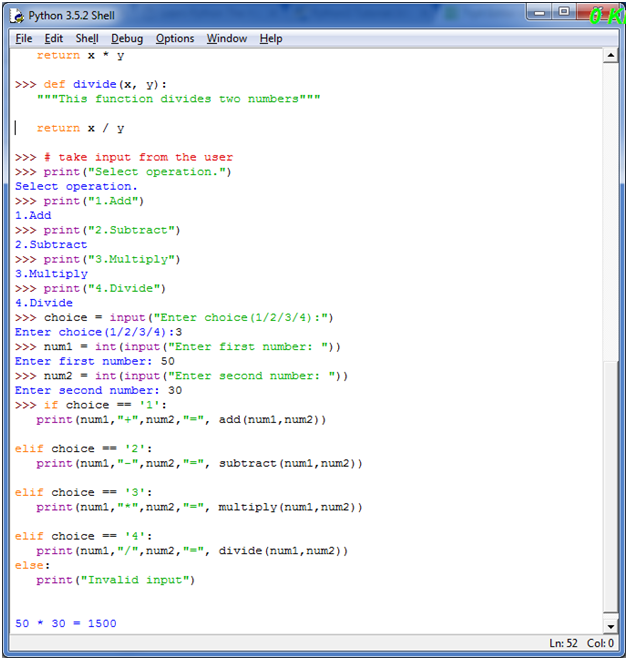 Python 3.5.2 Shell
File Edit Shell Debug Options Window Help
return x * y
>>> def divide(x, y):
"""This function divides two numbers"""
return x / y
>>> # take input from the user
>>> print("Select operation.")
Select operation.
>>> print("1.Add")
1.Add
>>> print("2.Subtract")
2.Subtract
>>> print("3.Multiply")
3.Multiply
>>> print("4.Divide")
4.Divide
>>> choice = input("Enter choice(1/2/3/4):")
Enter choice(1/2/3/4):3
>>> num1 = int(input("Enter first number: "))
Enter first number: 50
>>> num2 = int(input("Enter second number: "))
Enter second number: 30
>>> if choice == '1':
print(num1,"+",num2,"=", add(num1,num2))
elif choice == '2':
print(num1,"-",num2,"=", subtract(num1,num2))
elif choice == '3':
print(num1,"*",num2,"=", multiply(num1,num2))
elif choice == '4':
print(num1,"/",num2,"=", divide(num1,num2))
else:
print("Invalid input")
50 * 30 = 1500
Ln: 52 Col: 0